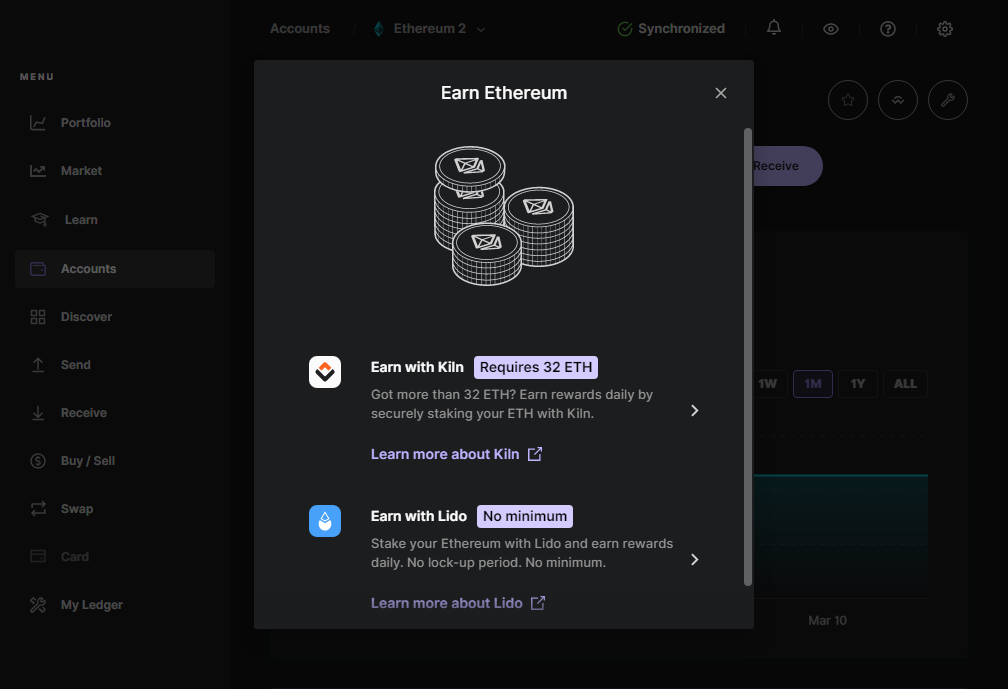 Accounts / Ethereum 2
Synchronized
MENU
Portfolio
Market
Learn
Accounts
Discover
Send
Receive
Buy / Sell
Swap
Card
My Ledger
Earn Ethereum
Earn with Kiln Requires 32 ETH
Got more than 32 ETH? Earn rewards daily by
securely staking your ETH with Kiln.
Learn more about Kiln
Earn with Lido No minimum
Stake your Ethereum with Lido and earn rewards
daily. No lock-up period. No minimum.
Learn more about Lido
Receive
1W 1M 1Y ALL
Mar 10